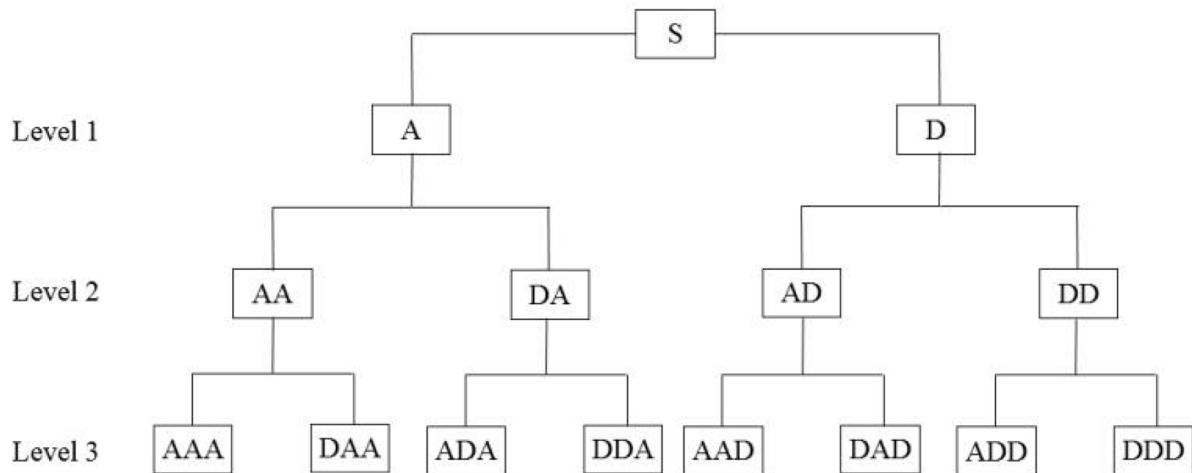 S
Level 1 A D
Level 2 AA DA AD DD
Level 3 AAA DAA ADA DDA AAD DAD ADD DDD